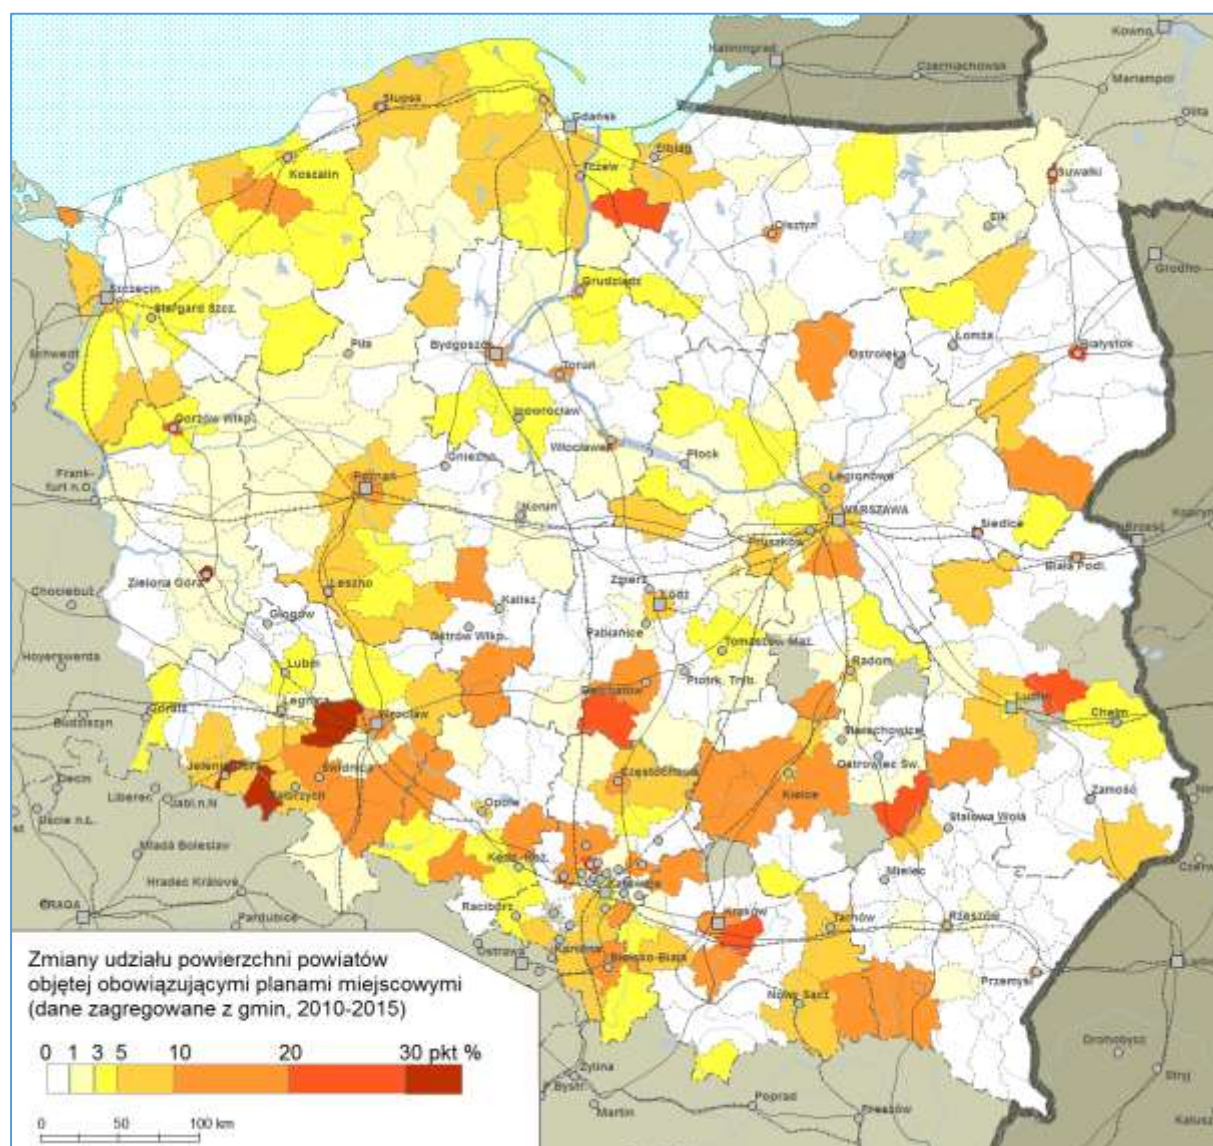 Kowno
Kaliningrad
Czerniachowsk
Mariampol
Olita
Słupsk
Gdańsk
Elbląg
Koszalin
Tczew
Suwałki
Ełk
Olsztyn
Grodno
Szczecin
Grudziądz
Stargard Szcz.
Łomża
Schwedt
Piła
Bydgoszcz
Ostrołęka
Białystok
Toruń
Gorzów Wlkp.
Inowrocław
Włocławek
Gniezno
Płock
Frank-
furt n.O.
Poznań
Legionowo
Konin
WARSZAWA
Siedlce
Brześć
Pruszków
Biała Podl.
Zielona Góra
Leszno
Zgierz
Chociebuż
Kalisz
Łódź
Głogów
Ostrów Wlkp.
Pabianice
Tomaszów Maz.
Hoyerswerda
Lubin
Radom
Piotrk. Tryb.
Bełchatów
Legnica
Lublin
Budziszyn
Wrocław
Chełm
Starachowice
Jelenia Góra
Świdnica
Ostrowiec Św.
Decin
Częstochowa
Liberec
Jabl.n.N
Wałbrzych
Kielce
Zamość
Opole
Stalowa Wola
Mladá Boleslav
Kędz.-Koź.
Mielec
Hradec Králové
Katowice
PRAGA
Racibórz
Kraków
Tarnów
Rzeszów
Pardubice
Ostrawa
Karwina
Bielsko-Biała
Przemyśl
Nowy Sącz
Zmiany udziału powierzchni powiatów
objętej obowiązującymi planami miejscowymi
(dane zagregowane z gmin, 2010-2015)
0 1 3 5 10 20 30 pkt %
0 50 100 km
Drohobycz
Żylina
Stryj
P. Bystr.
Poprad
Martin
Preszów
Kałusz